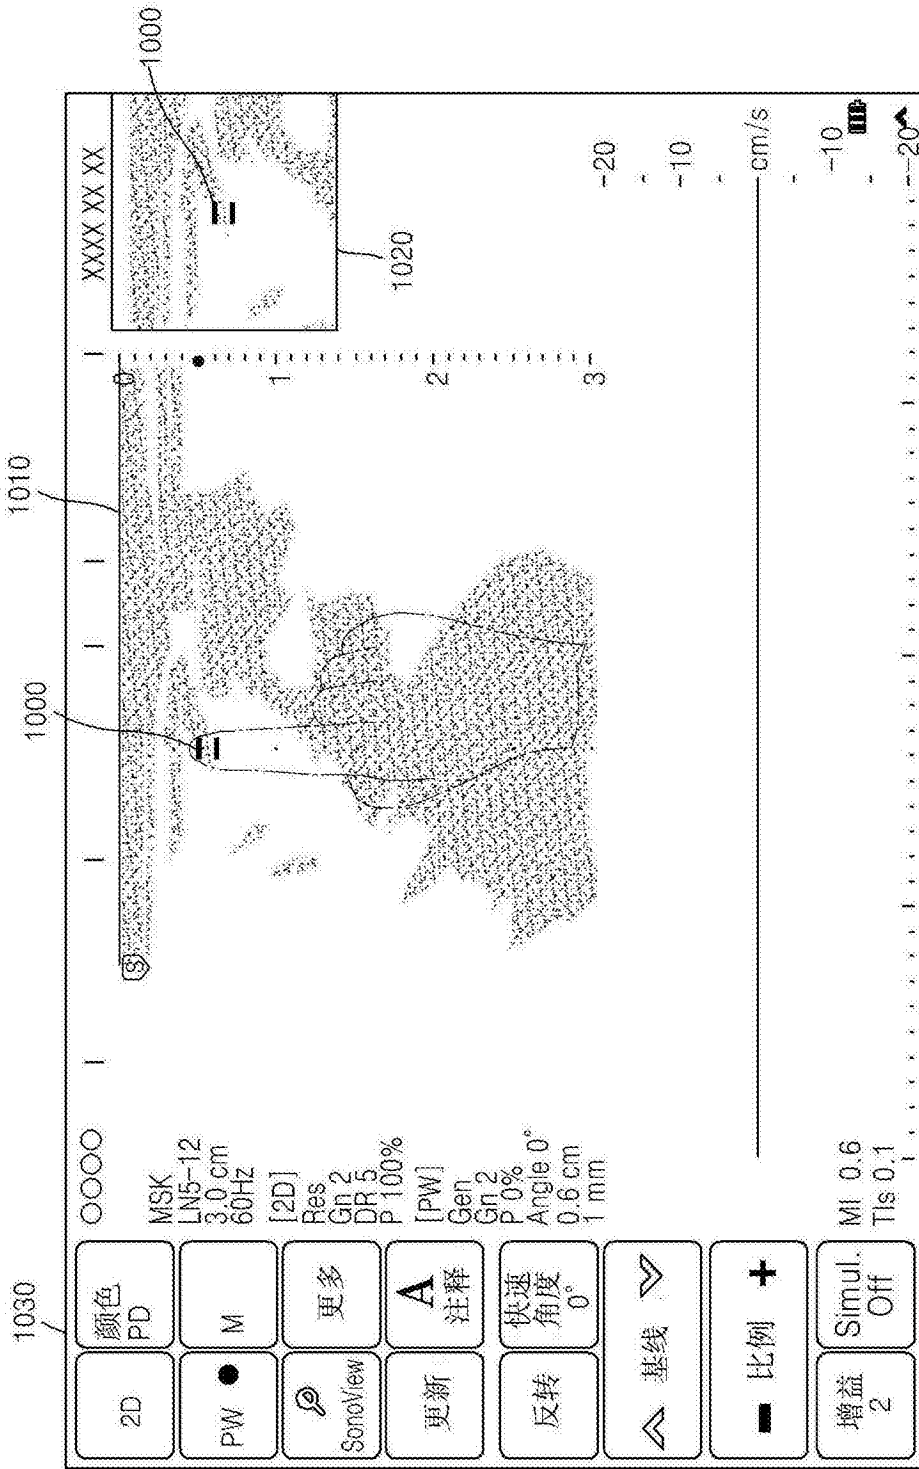 1030
1000
1010
1000
2D
颜色
PD
PW
M
SonoView
更多
更新
A
注释
反转
快速
角度
0°
基线
比例
增益
2
Simul.
Off
OOOO
XXXX XX XX
MSK
LN5-12
3.0 cm
60Hz
[2D]
Res
Gn 2
DR 5
P 100%
[PW]
Gen
Gn 2
P 0%
Angle 0°
0.6 cm
1 mm
MI 0.6
TIs 0.1
S
0
1
2
3
1020
-20
-10
cm/s
-10
-20